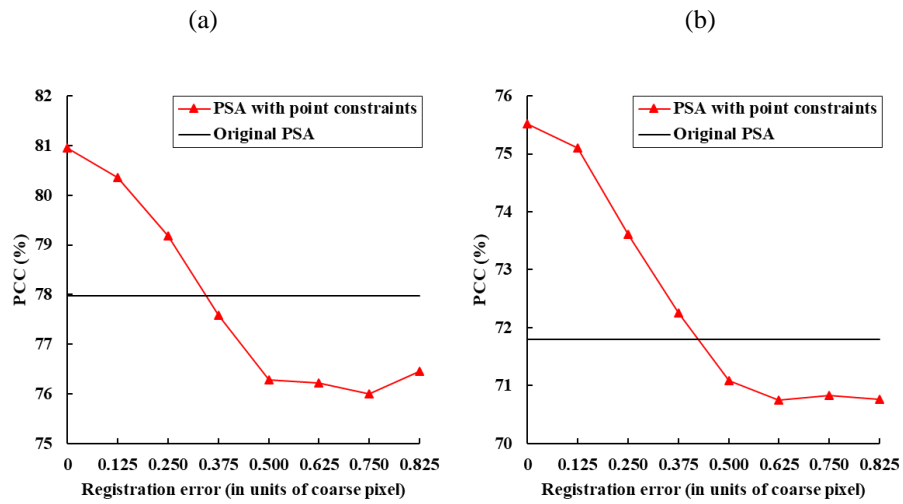 (a)
PSA with point constraints
Original PSA
82
81
80
79
78
77
76
75
PCC (%)
0 0.125 0.250 0.375 0.500 0.625 0.750 0.825
Registration error (in units of coarse pixel)
(b)
PSA with point constraints
Original PSA
76
75
74
73
72
71
70
PCC (%)
0 0.125 0.250 0.375 0.500 0.625 0.750 0.825
Registration error (in units of coarse pixel)